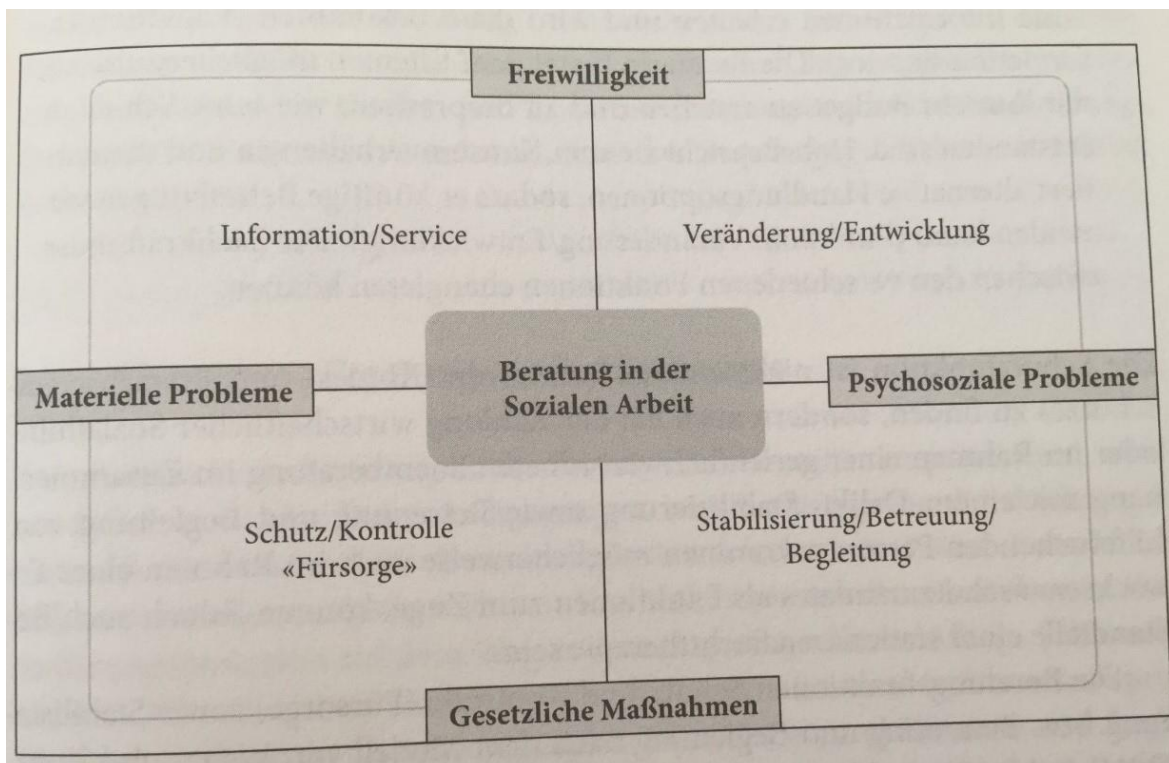 Freiwilligkeit
Information/Service
Veränderung/Entwicklung
Materielle Probleme
Beratung in der
Sozialen Arbeit
Psychosoziale Probleme
Schutz/Kontrolle
«Fürsorge»
Stabilisierung/Betreuung/
Begleitung
Gesetzliche Maßnahmen